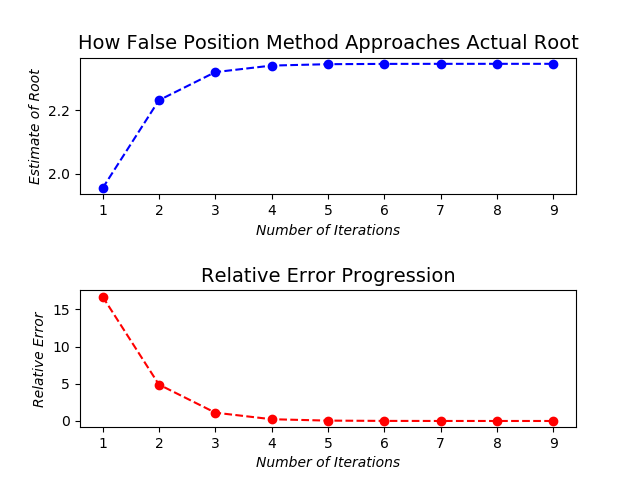 How False Position Method Approaches Actual Root
Estimate of Root
2.2
2.0
1 2 3 4 5 6 7 8 9
Number of Iterations
Relative Error Progression
Relative Error
15
10
5
0
1 2 3 4 5 6 7 8 9
Number of Iterations